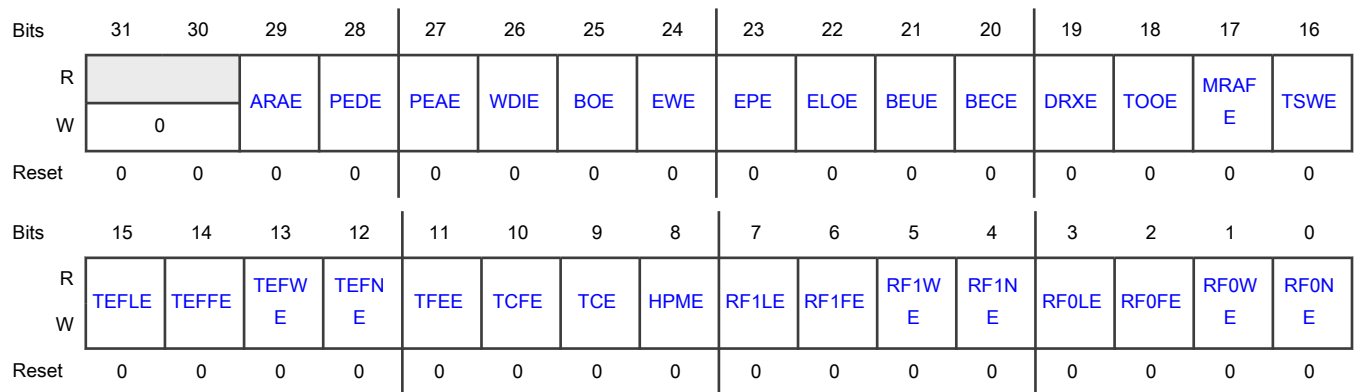 Bits 31 30 29 28 27 26 25 24 23 22 21 20 19 18 17 16
R
ARAE PEDE PEAE WDIE BOE EWE EPE ELOE BEUE BECE DRXE TOOE MRAF TSWE
E
W 0
Reset 0 0 0 0 0 0 0 0 0 0 0 0 0 0 0 0
Bits 15 14 13 12 11 10 9 8 7 6 5 4 3 2 1 0
R
TEFLE TEFFE TEFW TEFN TFEE TCFE TCE HPME RF1LE RF1FE RF1W RF1N RF0LE RF0FE RF0W RF0N
E E E E E E
W
Reset 0 0 0 0 0 0 0 0 0 0 0 0 0 0 0 0